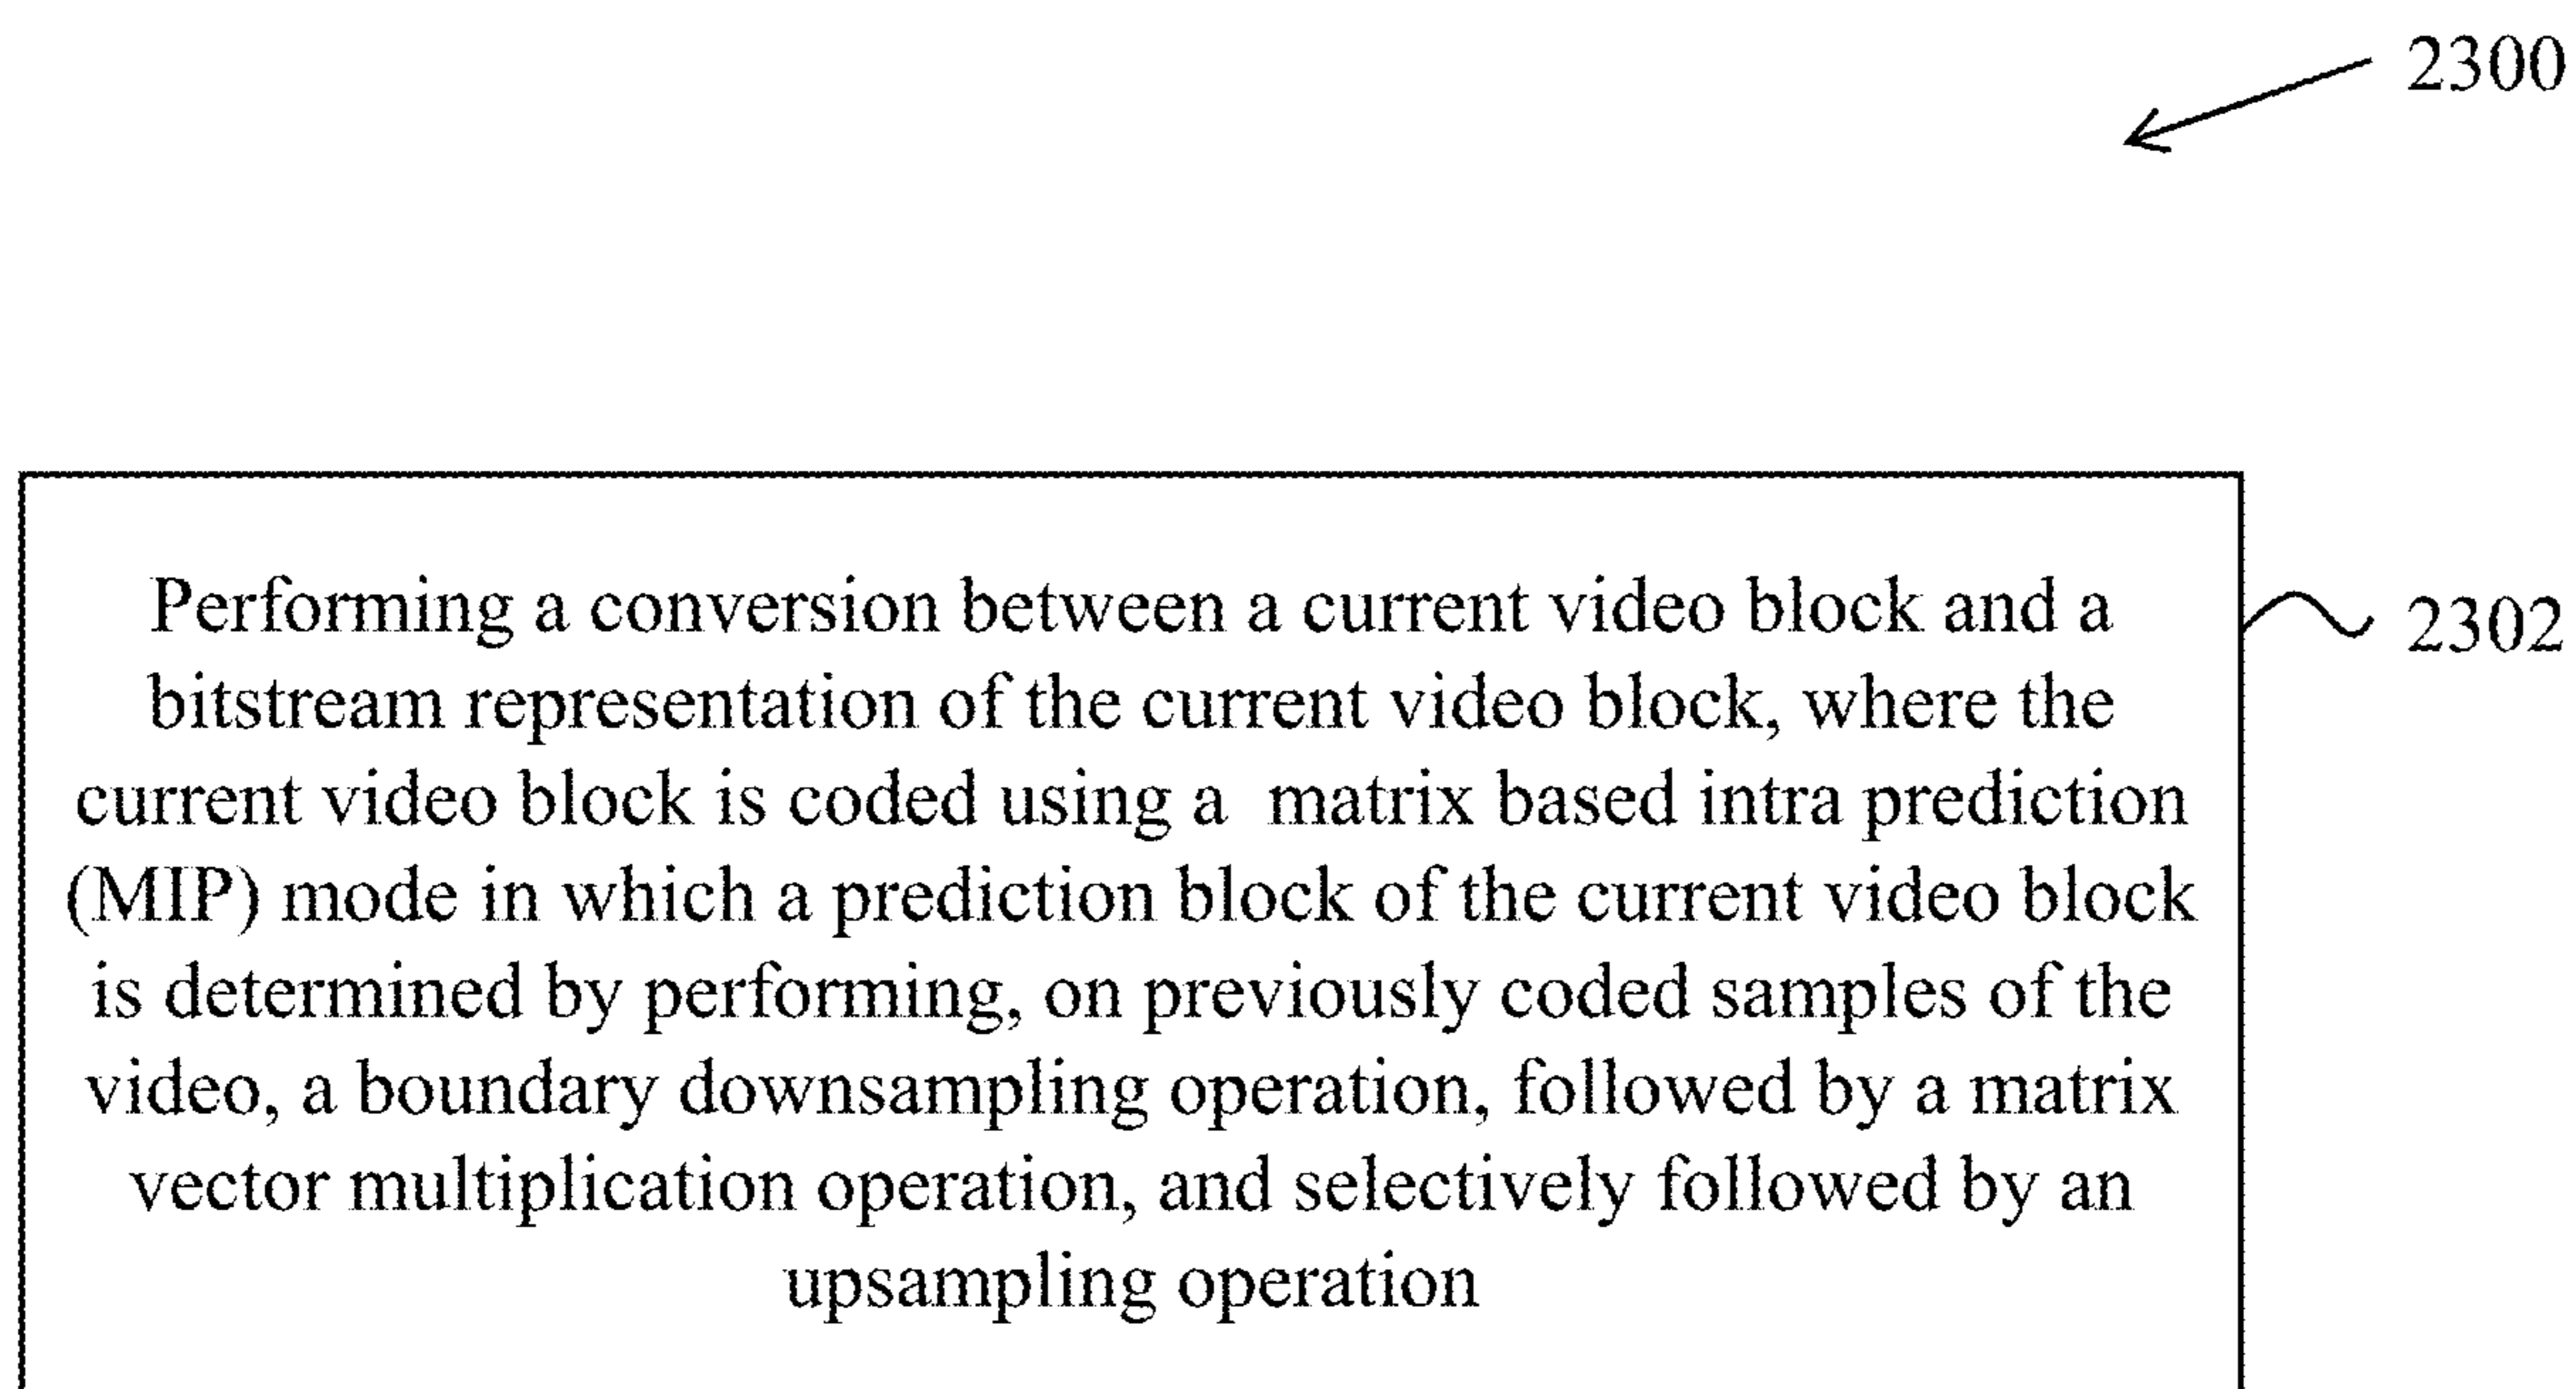 2300
Performing a conversion between a current video block and a
2302
bitstream representation of the current video block, where the
current video block is coded using a matrix based intra prediction
(MIP) mode in which a prediction block of the current video block
is determined by performing, on previously coded samples of the
video, a boundary downsampling operation, followed by a matrix
vector multiplication operation, and selectively followed by an
upsampling operation